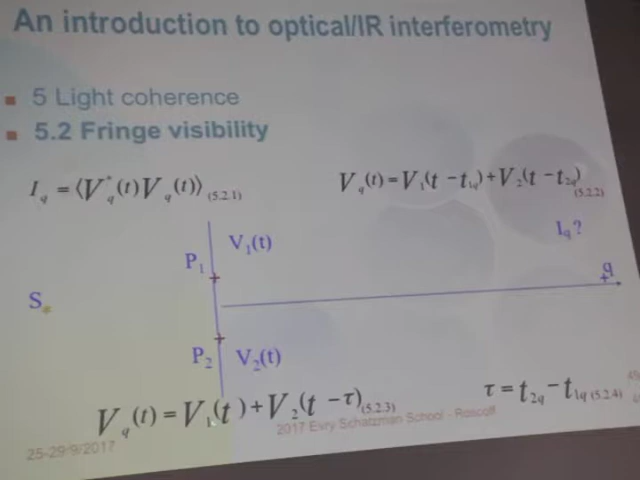 An introduction to optical/IR interferometry
5 Light coherence
5.2 Fringe visibility
I_q = ⟨V_q^*(t)V_q(t)⟩ (5.2.1)
V_q(t)=V_1(t−t_1q)+V_2(t−t_2q) (5.2.2)
V_1(t)
I_q?
P_1
q
S
P_2 V_2(t)
V_q(t)=V_1(t)+V_2(t−τ) (5.2.3)
τ=t_2q−t_1q (5.2.4)
25-29/9/2017
2017 Evry Schatzman School - Roscoff